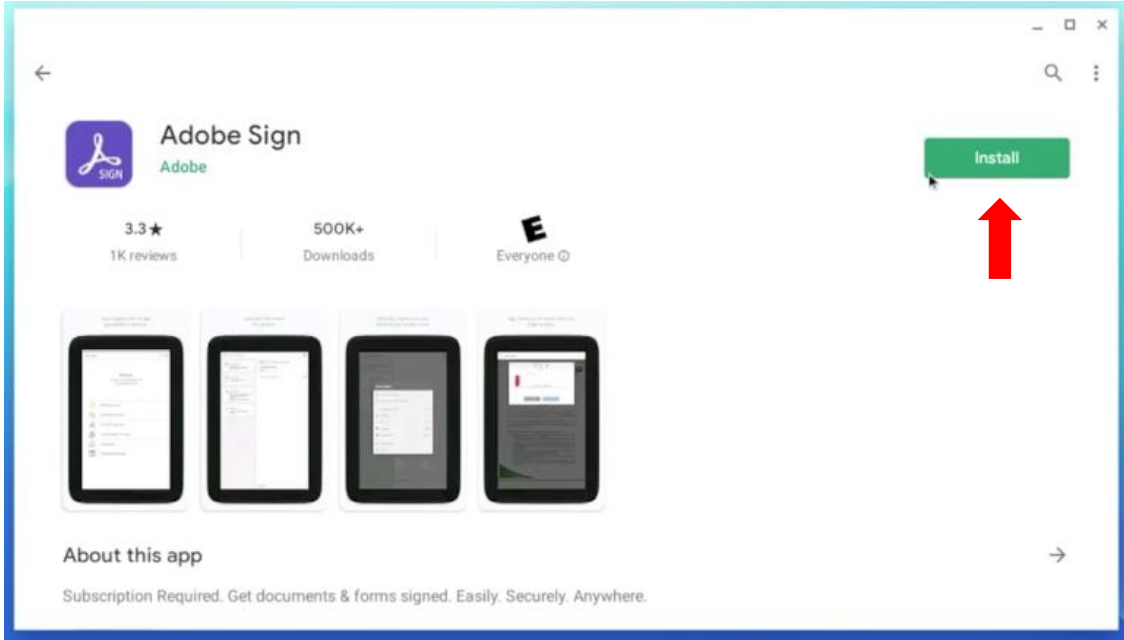 Adobe Sign
Adobe
SIGN
Install
3.3★
1K reviews
500K+
Downloads
E
Everyone
About this app
Subscription Required. Get documents & forms signed. Easily. Securely. Anywhere.